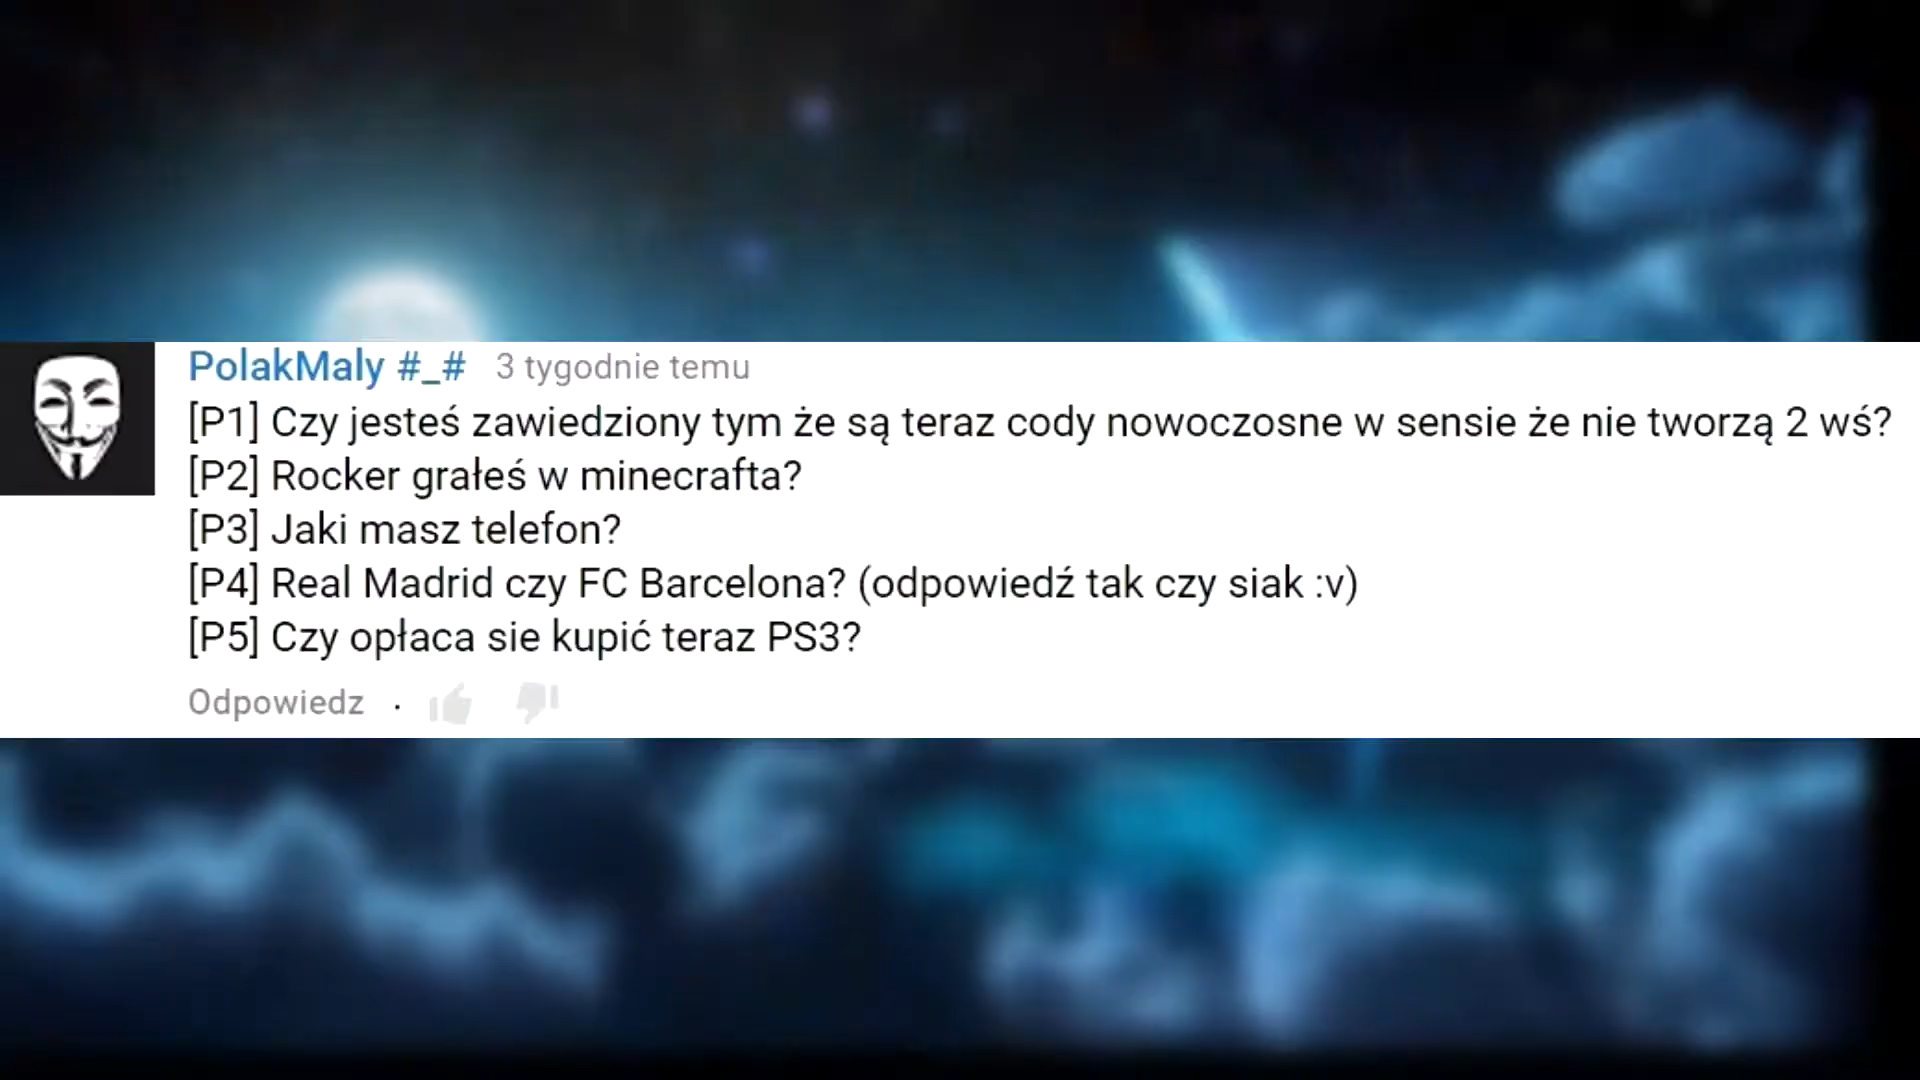 PolakMaly #_# 3 tygodnie temu
[P1] Czy jesteś zawiedziony tym że są teraz cody nowoczosne w sensie że nie tworzą 2 wś?
[P2] Rocker grałeś w minecrafta?
[P3] Jaki masz telefon?
[P4] Real Madrid czy FC Barcelona? (odpowiedź tak czy siak :v)
[P5] Czy opłaca sie kupić teraz PS3?
Odpowiedz ·